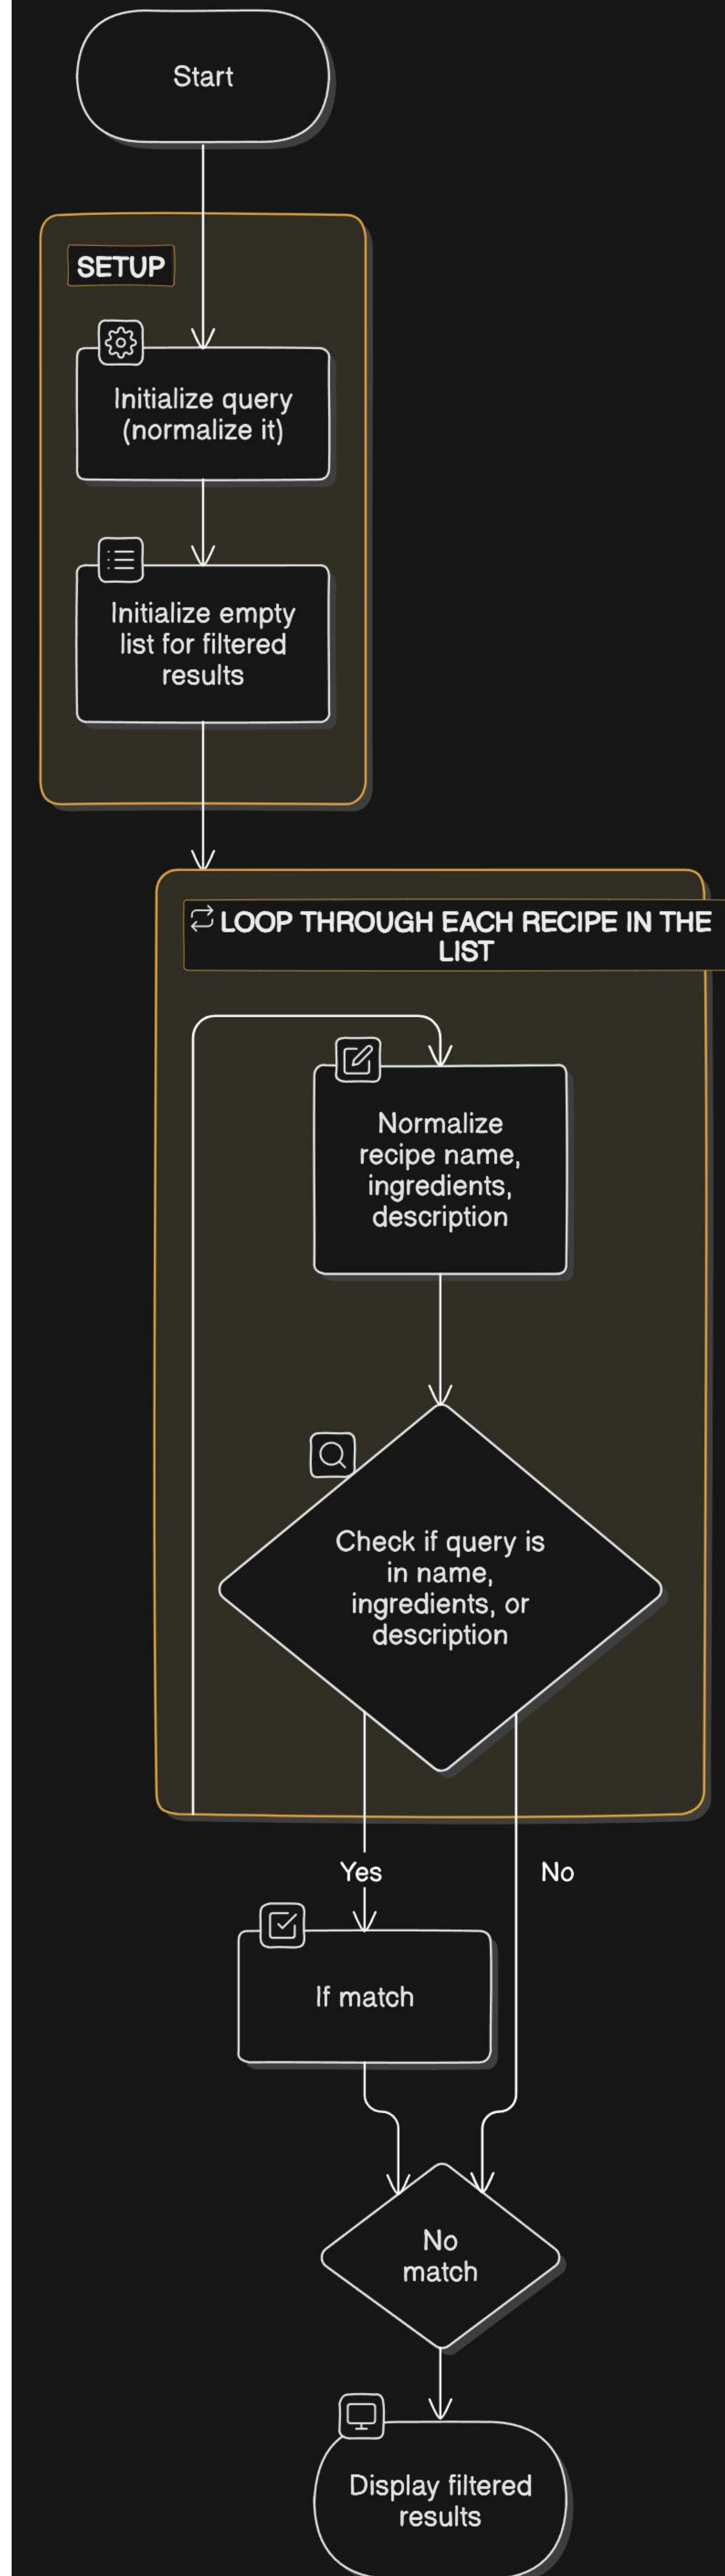 Start
SETUP
Initialize query
(normalize it)
Initialize empty
list for filtered
results
LOOP THROUGH EACH RECIPE IN THE
LIST
Normalize
recipe name,
ingredients,
description
Check if query is
in name,
ingredients, or
description
Yes
No
If match
No
match
Display filtered
results